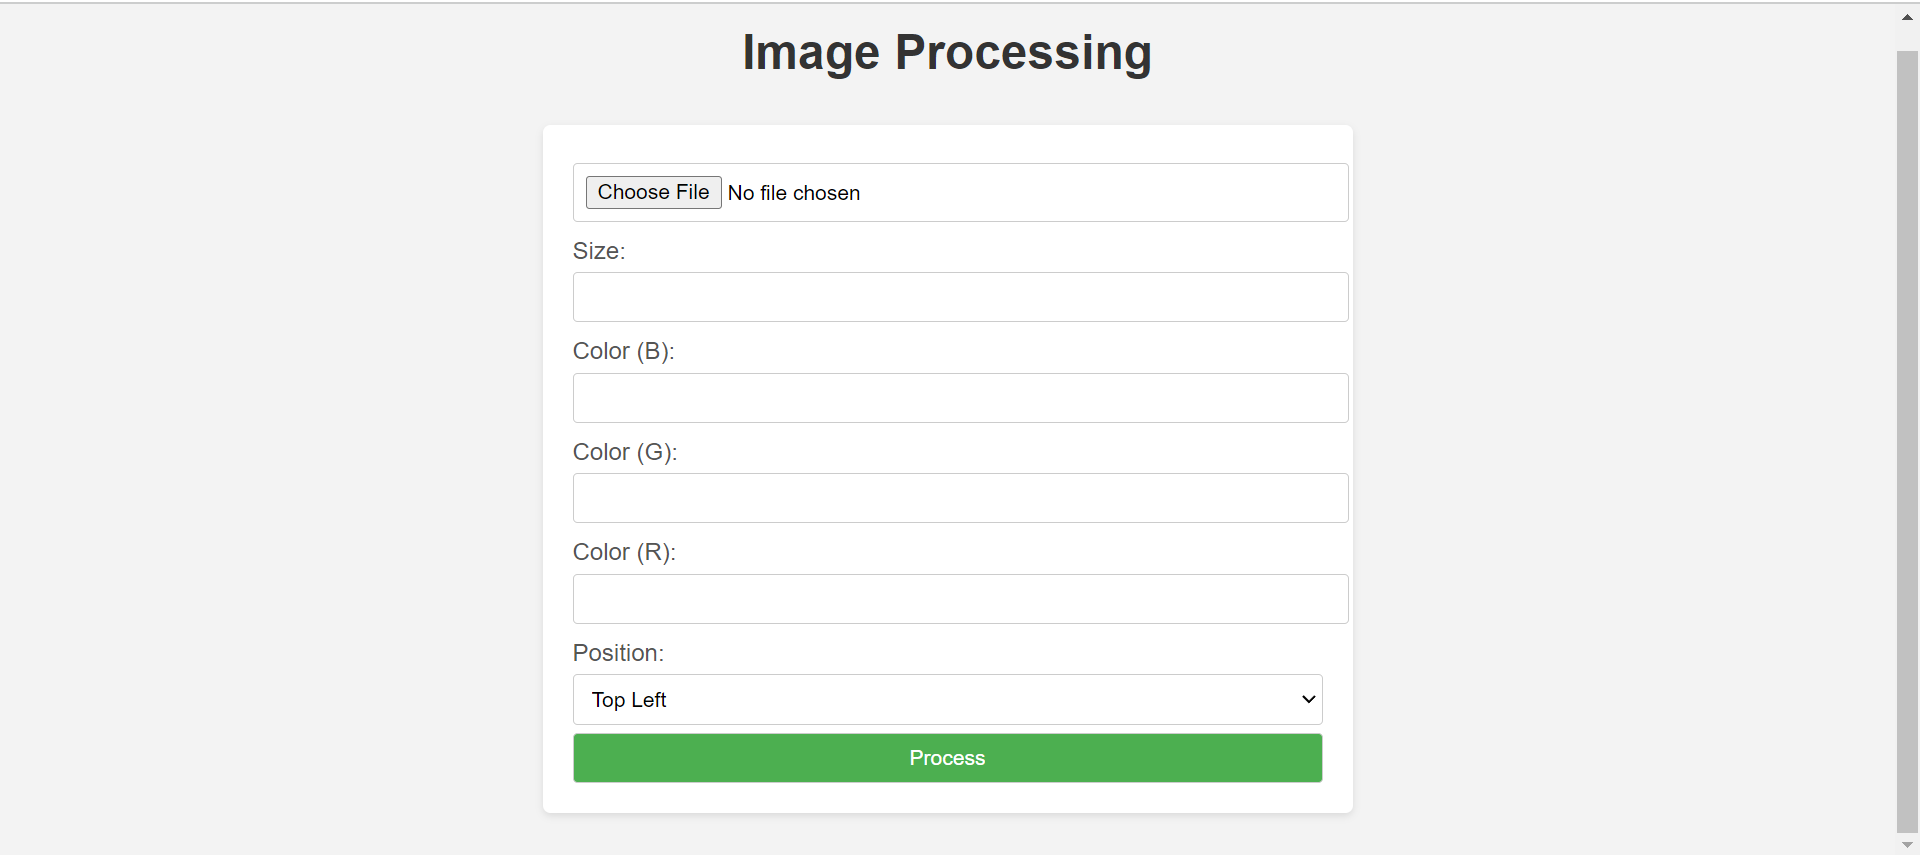 Image Processing
Choose File No file chosen
Size:
Color (B):
Color (G):
Color (R):
Position:
Top Left
Process